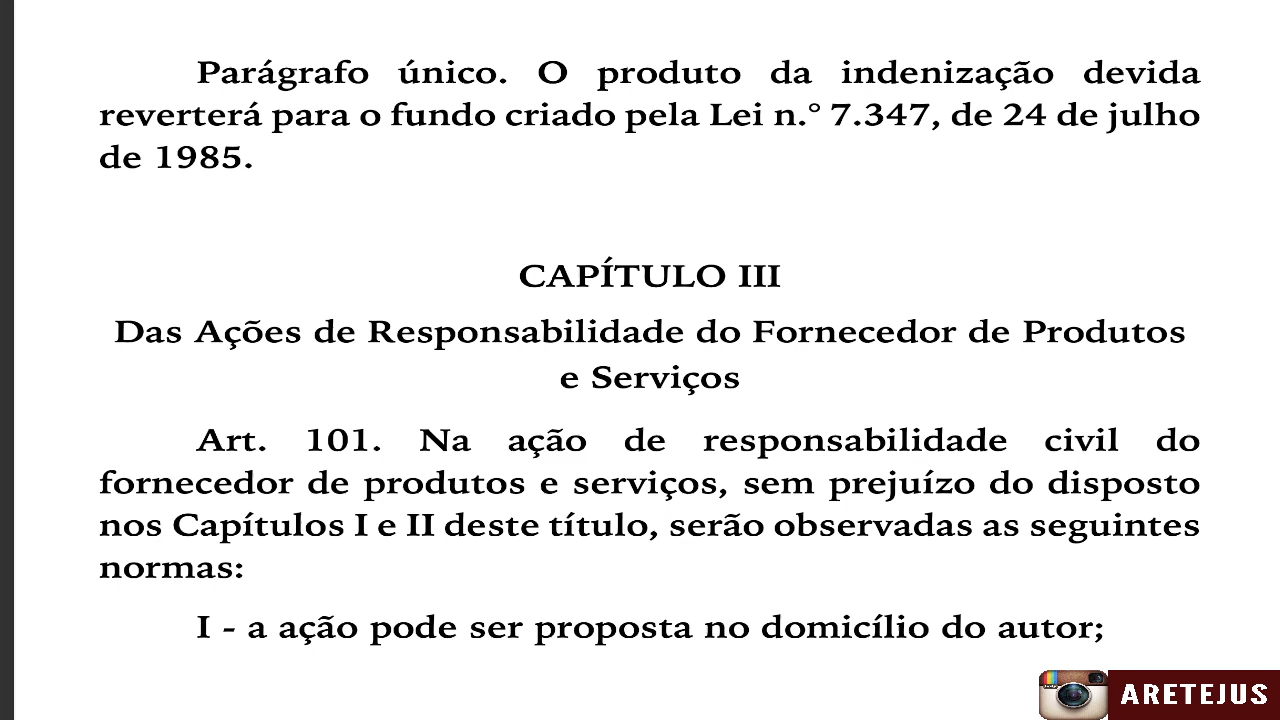 Parágrafo único. O produto da indenização devida
reverterá para o fundo criado pela Lei n.° 7.347, de 24 de julho
de 1985.
CAPÍTULO III
Das Ações de Responsabilidade do Fornecedor de Produtos
e Serviços
Art. 101. Na ação de responsabilidade civil do
fornecedor de produtos e serviços, sem prejuízo do disposto
nos Capítulos I e II deste título, serão observadas as seguintes
normas:
I - a ação pode ser proposta no domicílio do autor;
ARETEJUS